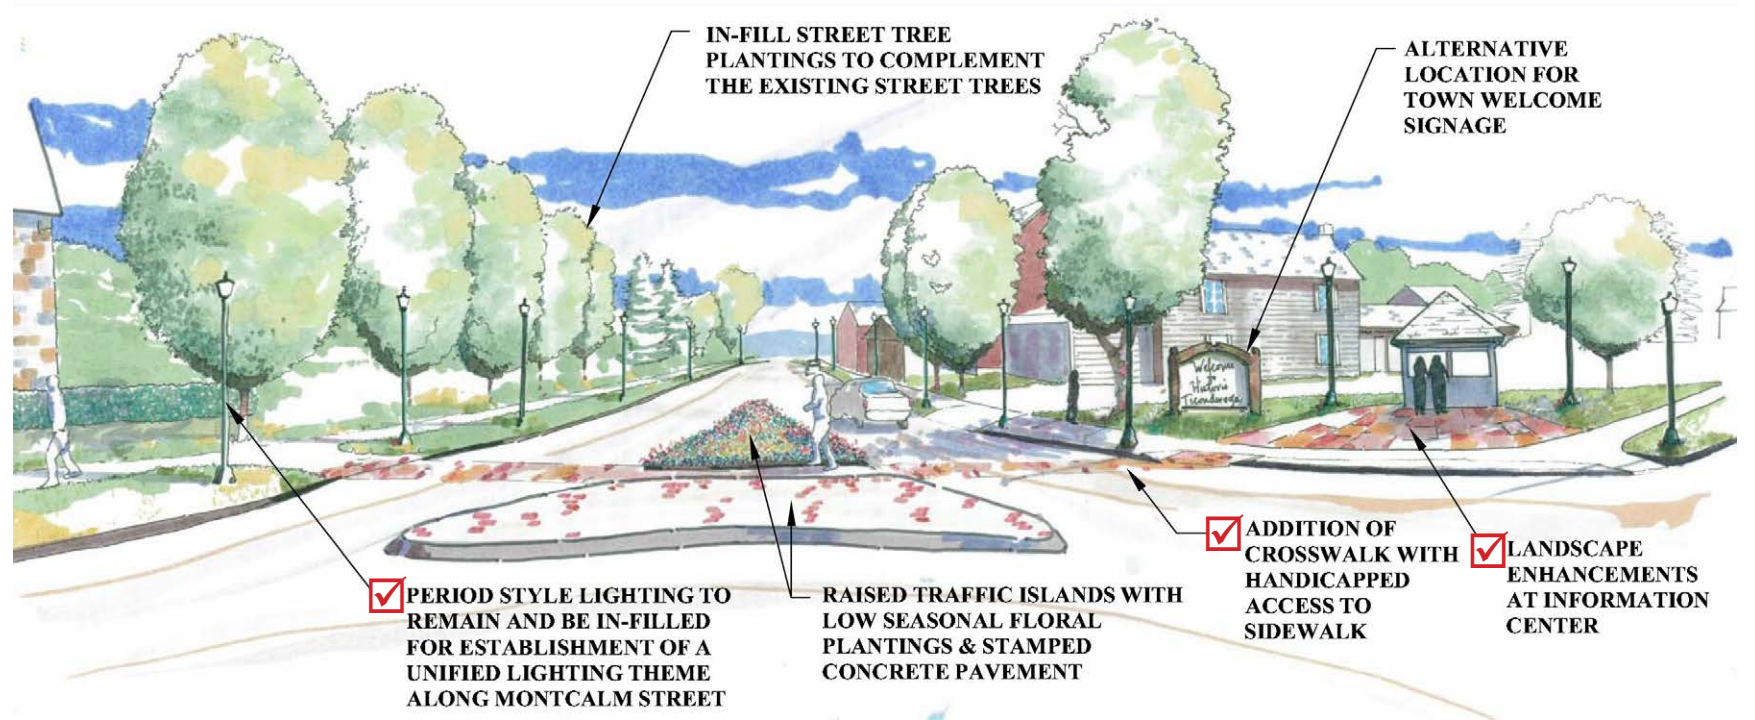 IN-FILL STREET TREE
PLANTINGS TO COMPLEMENT
THE EXISTING STREET TREES
ALTERNATIVE
LOCATION FOR
TOWN WELCOME
SIGNAGE
Welcome
to
Historic
Ticonderoga
PERIOD STYLE LIGHTING TO
REMAIN AND BE IN-FILLED
FOR ESTABLISHMENT OF A
UNIFIED LIGHTING THEME
ALONG MONTCALM STREET
RAISED TRAFFIC ISLANDS WITH
LOW SEASONAL FLORAL
PLANTINGS & STAMPED
CONCRETE PAVEMENT
ADDITION OF
CROSSWALK WITH
HANDICAPPED
ACCESS TO
SIDEWALK
LANDSCAPE
ENHANCEMENTS
AT INFORMATION
CENTER